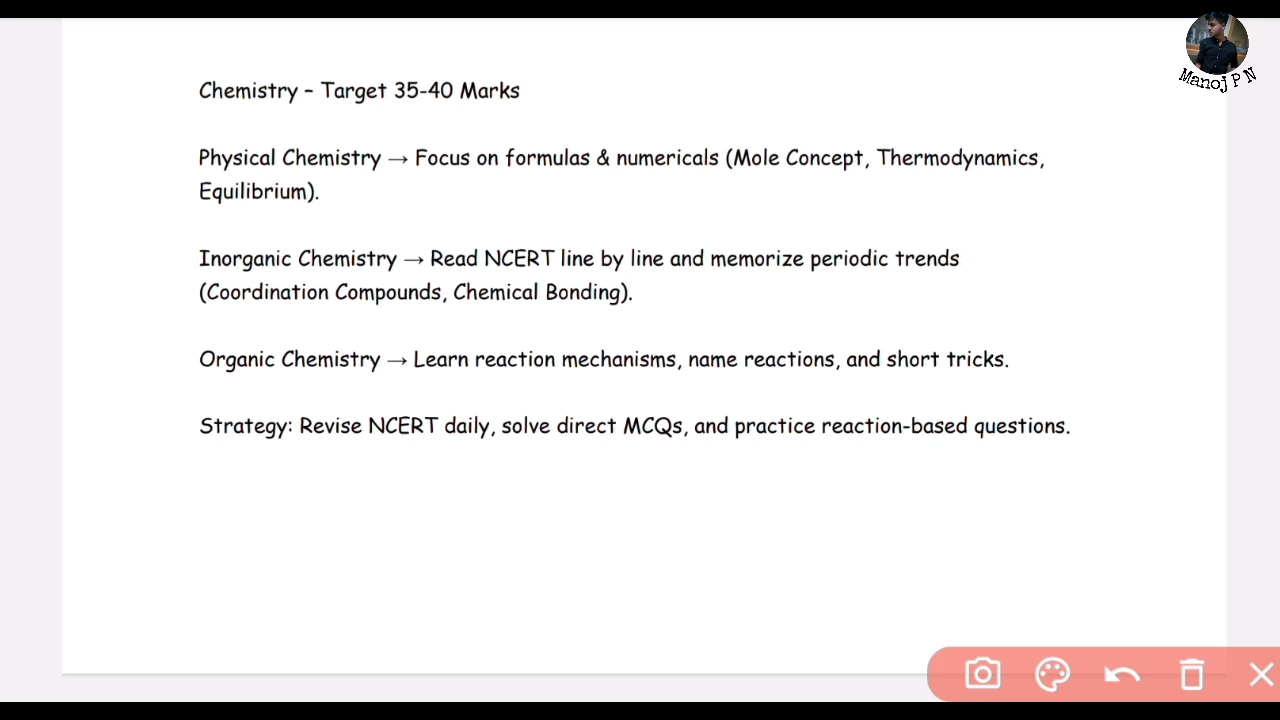 Manoj P N
Chemistry – Target 35-40 Marks
Physical Chemistry → Focus on formulas & numericals (Mole Concept, Thermodynamics,
Equilibrium).
Inorganic Chemistry → Read NCERT line by line and memorize periodic trends
(Coordination Compounds, Chemical Bonding).
Organic Chemistry → Learn reaction mechanisms, name reactions, and short tricks.
Strategy: Revise NCERT daily, solve direct MCQs, and practice reaction-based questions.